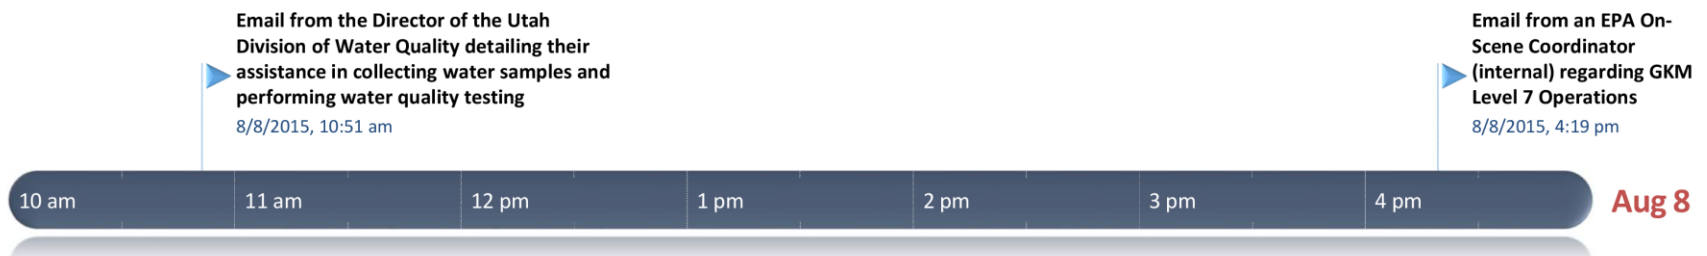 Email from the Director of the Utah
Division of Water Quality detailing their
assistance in collecting water samples and
performing water quality testing
8/8/2015, 10:51 am
Email from an EPA On-
Scene Coordinator
(internal) regarding GKM
Level 7 Operations
8/8/2015, 4:19 pm
10 am 11 am 12 pm 1 pm 2 pm 3 pm 4 pm Aug 8